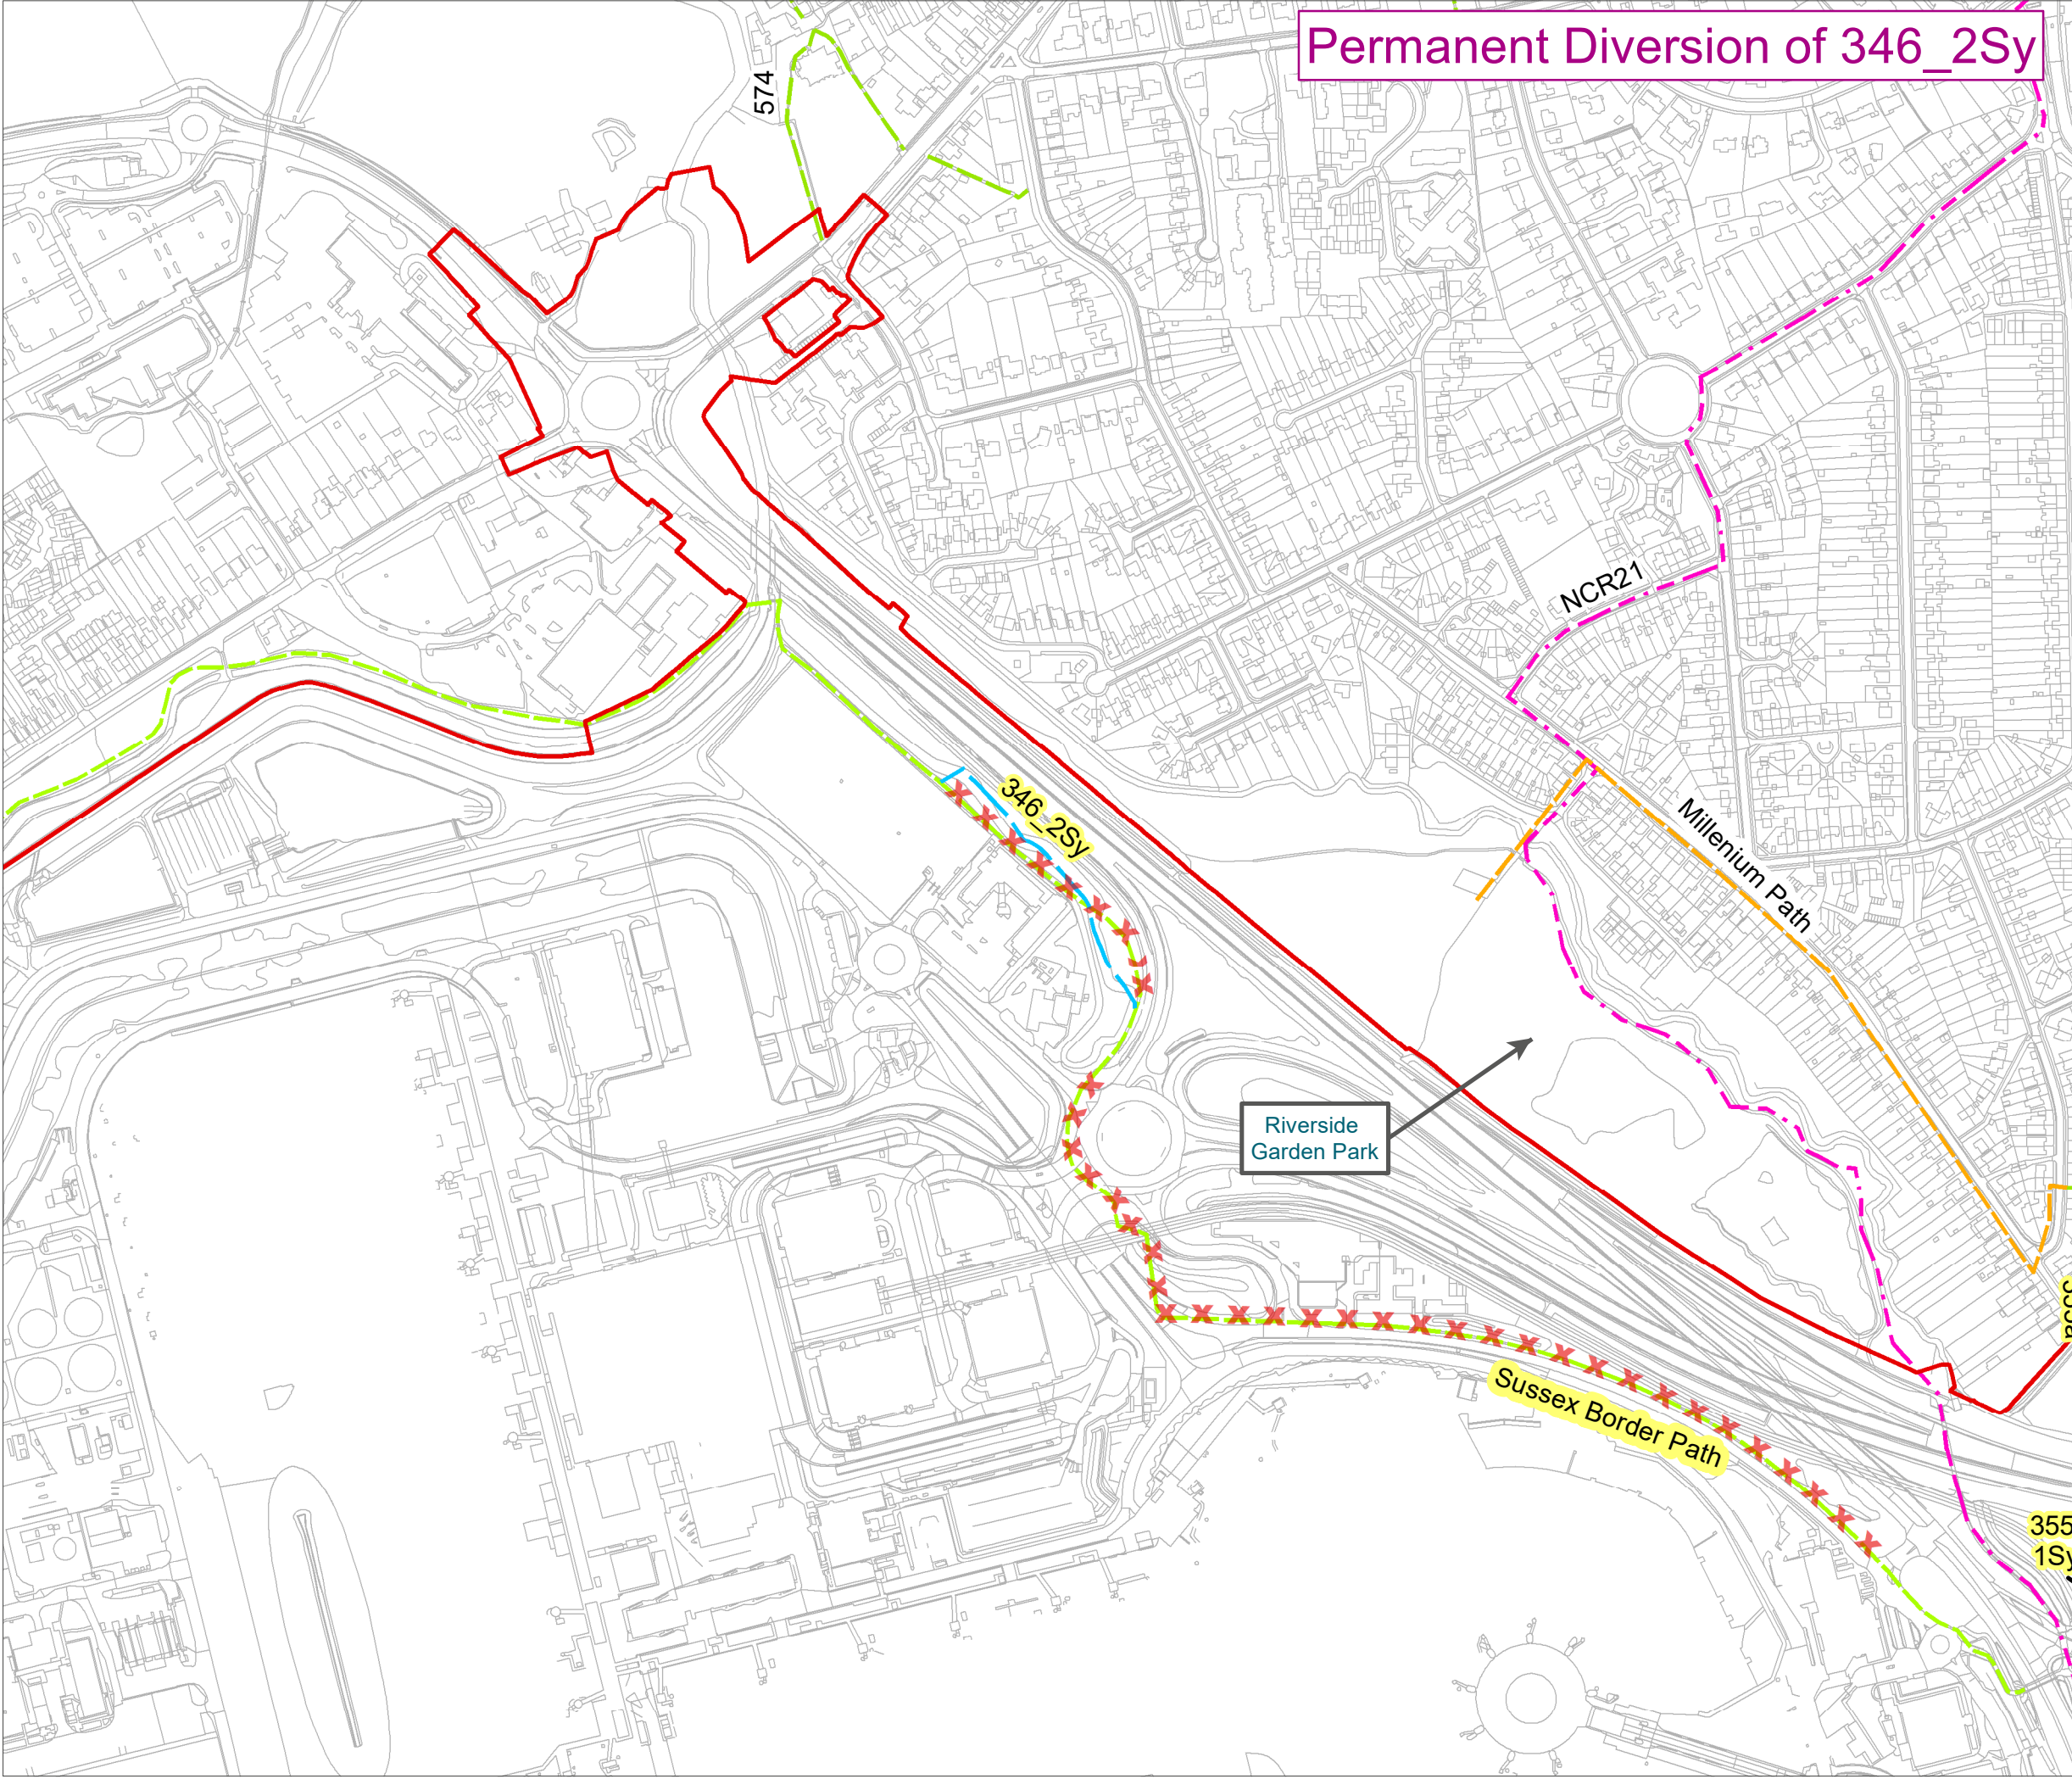 Permanent Diversion of 346_2Sy
574
NCR21
346_2Sy
Millenium Path
Riverside
Garden Park
Sussex Border Path
355
1Sy